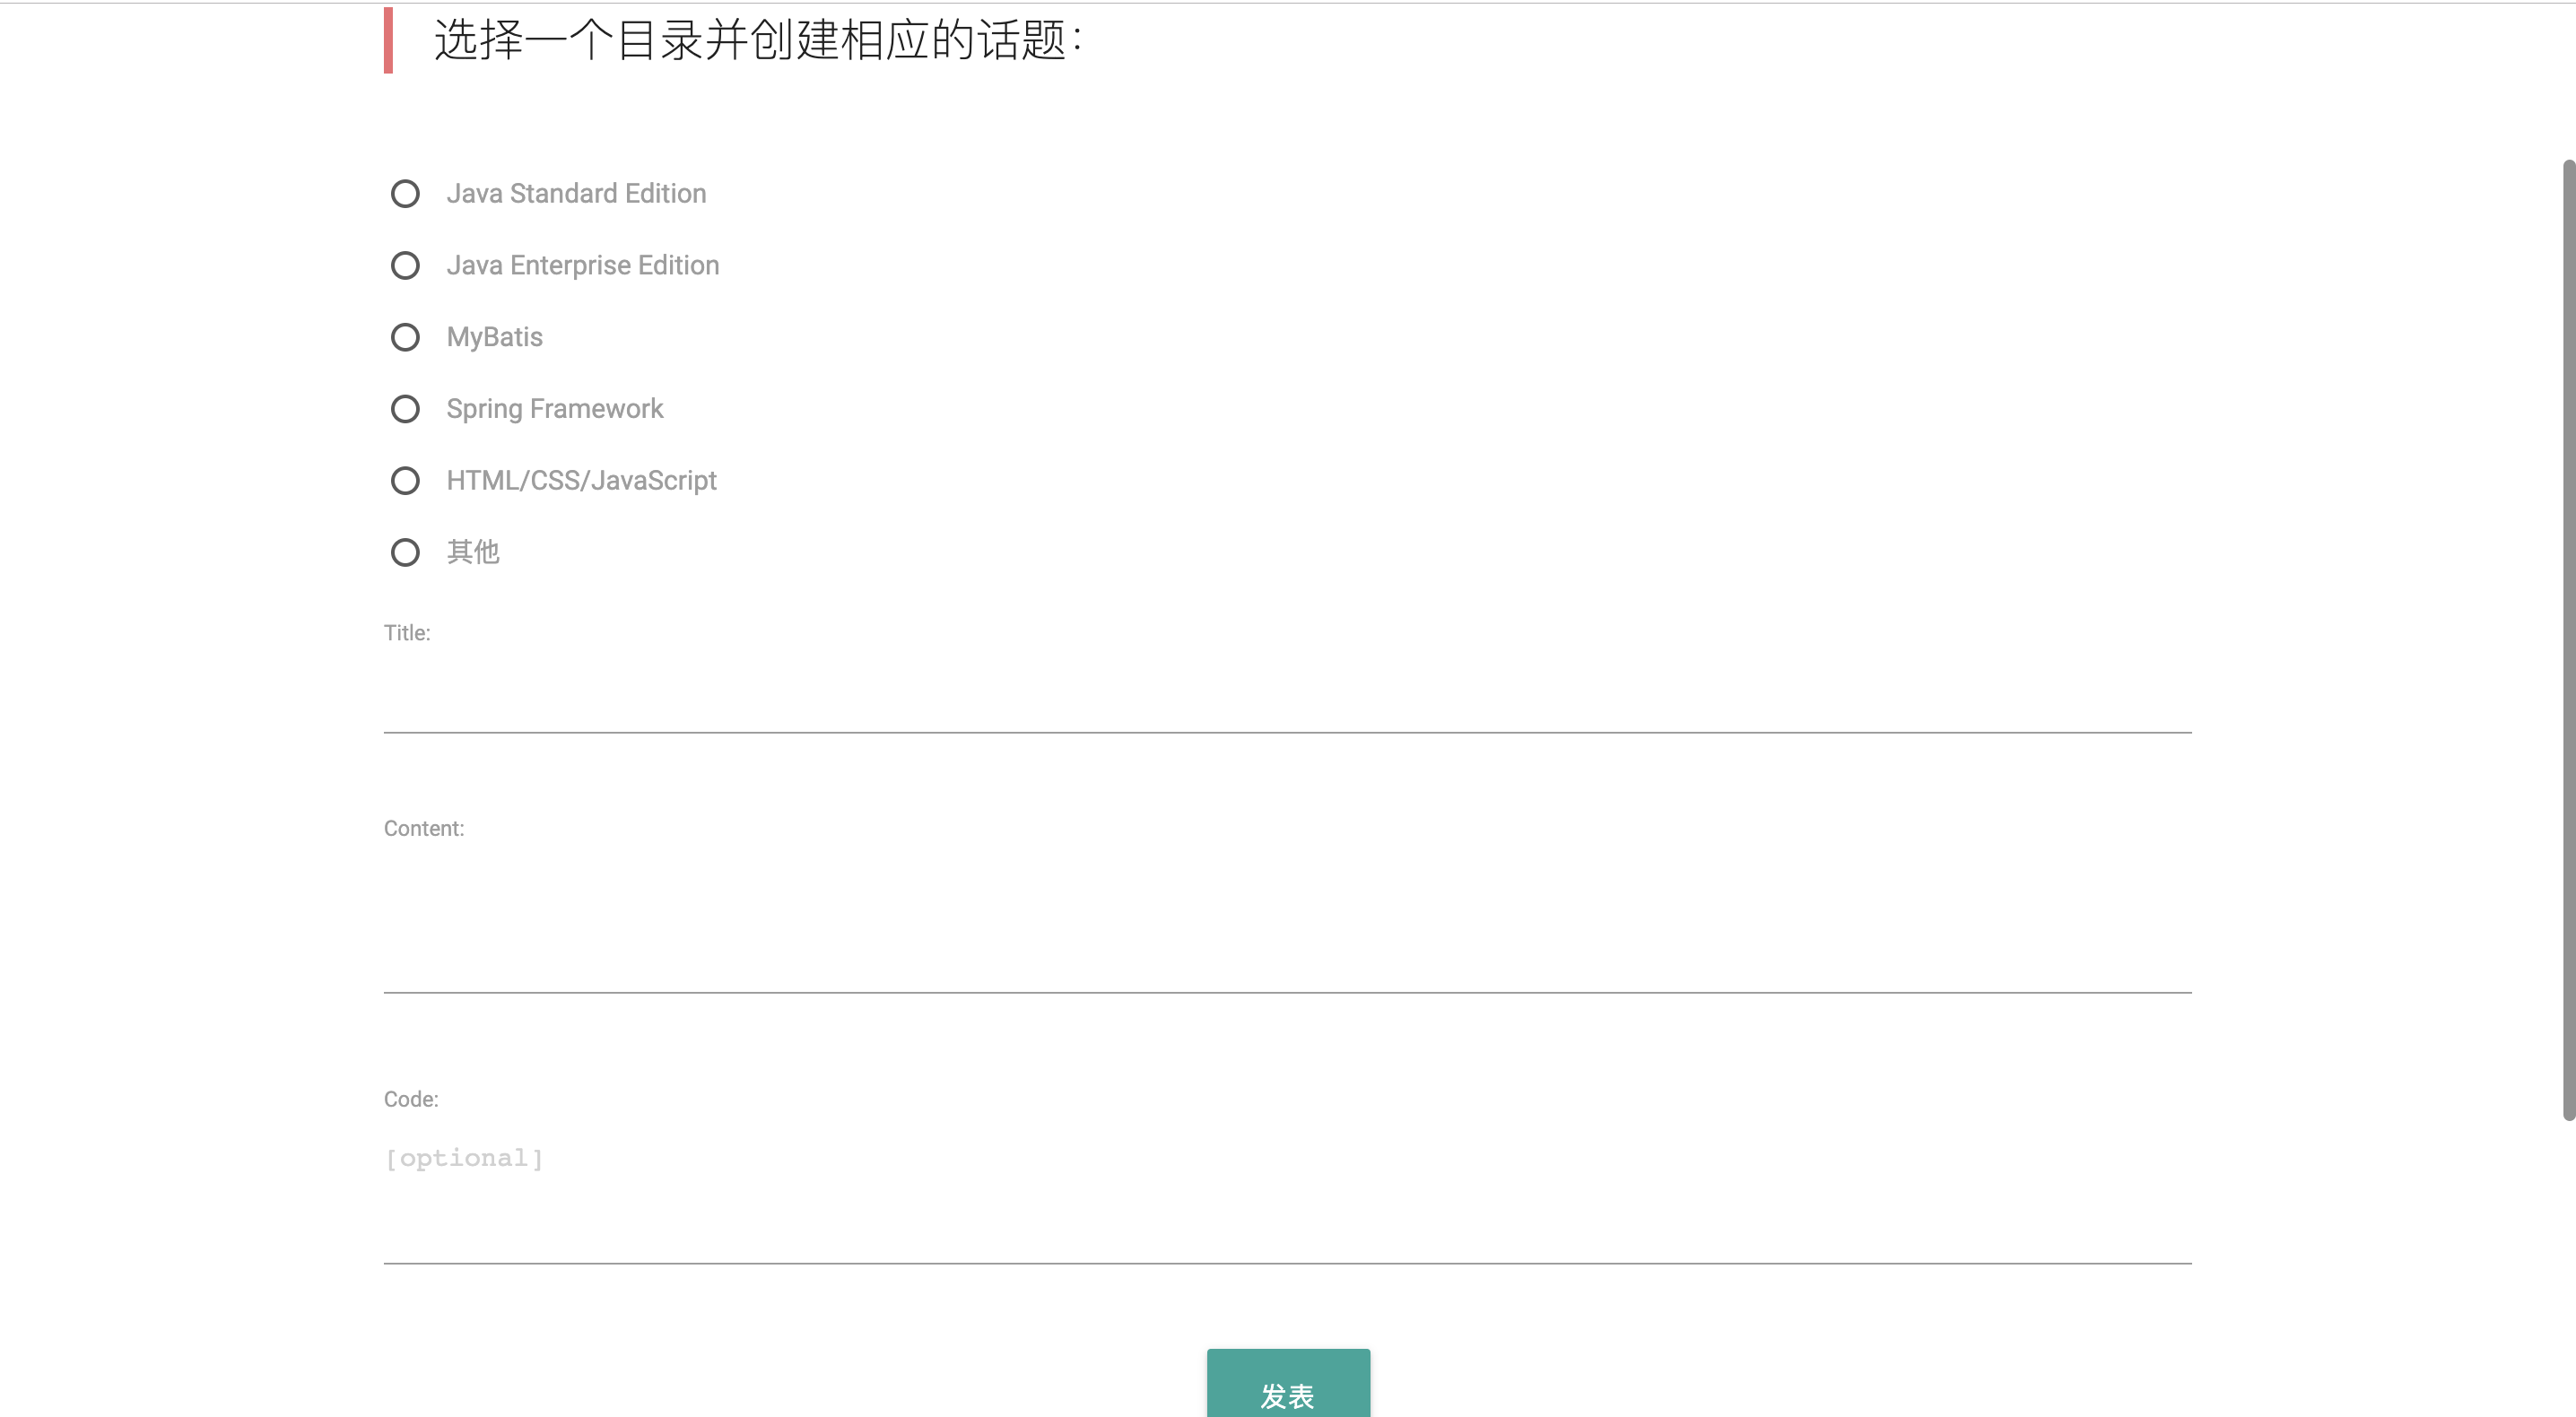 选择一个目录并创建相应的话题：
Java Standard Edition
Java Enterprise Edition
MyBatis
Spring Framework
HTML/CSS/JavaScript
其他
Title:
Content:
Code:
[optional]
发表